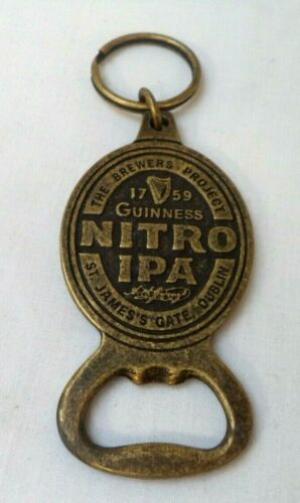 THE BREWERS PROJECT
17 59
GUINNESS
NITRO
IPA
ST. JAMES'S GATE DUBLIN